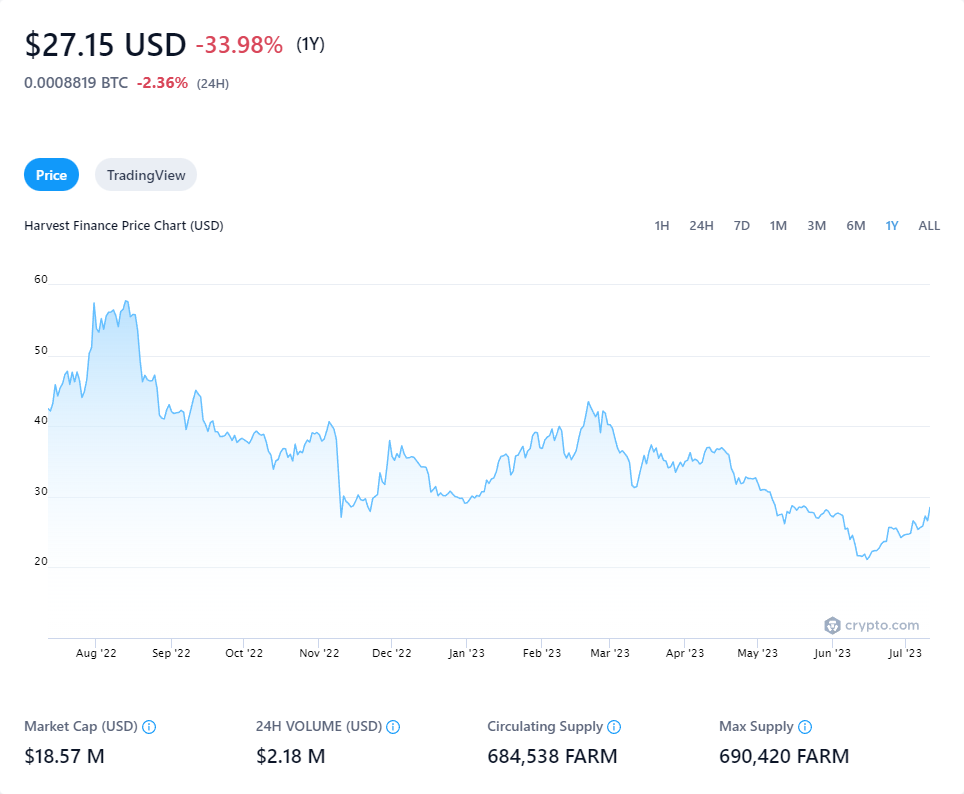 $27.15 USD -33.98% (1Y)
0.0008819 BTC -2.36% (24H)
Price TradingView
Harvest Finance Price Chart (USD) 1H 24H 7D 1M 3M 6M 1Y ALL
60
50
40
30
20
crypto.com
Aug '22 Sep '22 Oct '22 Nov '22 Dec '22 Jan '23 Feb '23 Mar '23 Apr '23 May '23 Jun '23 Jul '23
Market Cap (USD) 24H VOLUME (USD) Circulating Supply Max Supply
$18.57 M $2.18 M 684,538 FARM 690,420 FARM